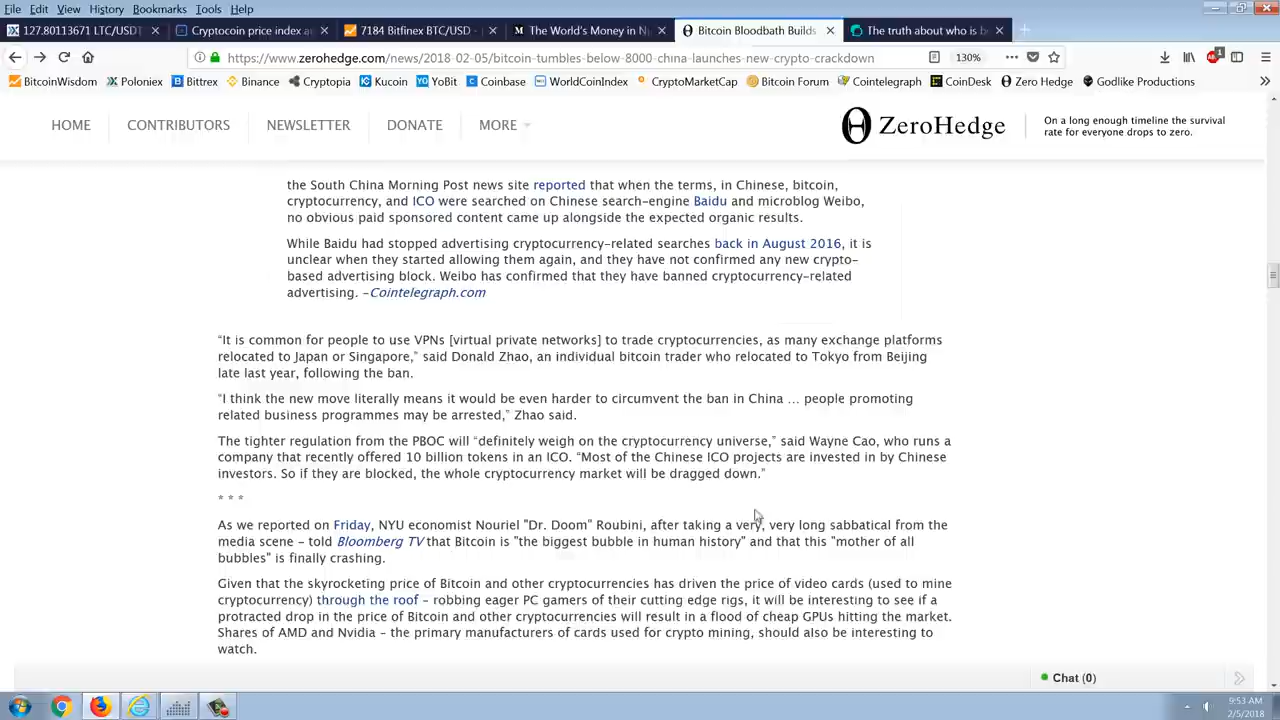 File Edit View History Bookmarks Tools Help
127.80113671 LTC/USDT Cryptocoin price index a 7184 Bitfinex BTC/USD - The World's Money in N Bitcoin Bloodbath Builds The truth about who is b
https://www.zerohedge.com/news/2018-02-05/bitcoin-tumbles-below-8000-china-launches-new-crypto-crackdown 130%
BitcoinWisdom Poloniex Bittrex Binance Cryptopia Kucoin YoBit Coinbase WorldCoinIndex CryptoMarketCap Bitcoin Forum Cointelegraph CoinDesk Zero Hedge Godlike Productions
HOME CONTRIBUTORS NEWSLETTER DONATE MORE ZeroHedge On a long enough timeline the survival
rate for everyone drops to zero.
the South China Morning Post news site reported that when the terms, in Chinese, bitcoin,
cryptocurrency, and ICO were searched on Chinese search-engine Baidu and microblog Weibo,
no obvious paid sponsored content came up alongside the expected organic results.
While Baidu had stopped advertising cryptocurrency-related searches back in August 2016, it is
unclear when they started allowing them again, and they have not confirmed any new crypto-
based advertising block. Weibo has confirmed that they have banned cryptocurrency-related
advertising. -Cointelegraph.com
“It is common for people to use VPNs [virtual private networks] to trade cryptocurrencies, as many exchange platforms
relocated to Japan or Singapore,” said Donald Zhao, an individual bitcoin trader who relocated to Tokyo from Beijing
late last year, following the ban.
“I think the new move literally means it would be even harder to circumvent the ban in China … people promoting
related business programmes may be arrested,” Zhao said.
The tighter regulation from the PBOC will “definitely weigh on the cryptocurrency universe,” said Wayne Cao, who runs a
company that recently offered 10 billion tokens in an ICO. “Most of the Chinese ICO projects are invested in by Chinese
investors. So if they are blocked, the whole cryptocurrency market will be dragged down.”
* * *
As we reported on Friday, NYU economist Nouriel "Dr. Doom" Roubini, after taking a very, very long sabbatical from the
media scene - told Bloomberg TV that Bitcoin is "the biggest bubble in human history" and that this "mother of all
bubbles" is finally crashing.
Given that the skyrocketing price of Bitcoin and other cryptocurrencies has driven the price of video cards (used to mine
cryptocurrency) through the roof - robbing eager PC gamers of their cutting edge rigs, it will be interesting to see if a
protracted drop in the price of Bitcoin and other cryptocurrencies will result in a flood of cheap GPUs hitting the market.
Shares of AMD and Nvidia - the primary manufacturers of cards used for crypto mining, should also be interesting to
watch.
Chat (0)
9:53 AM
2/5/2018